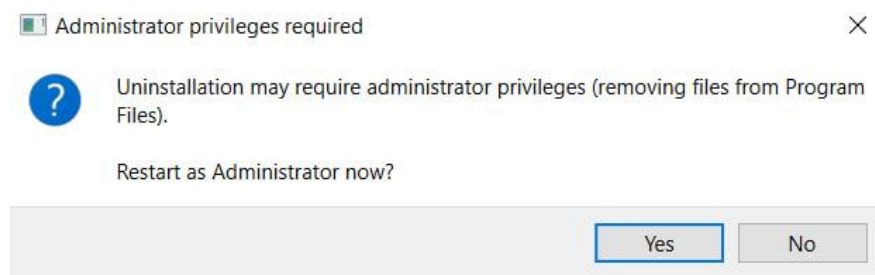 Administrator privileges required
?
Uninstallation may require administrator privileges (removing files from Program
Files).
Restart as Administrator now?
Yes
No